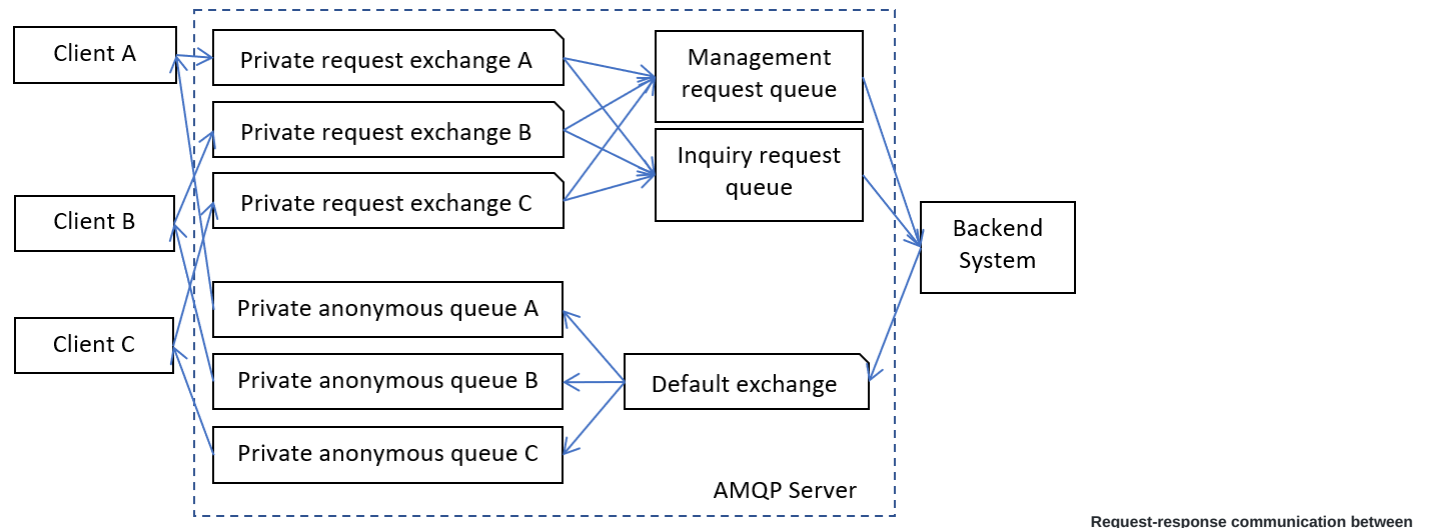 Client A
Client B
Client C
Private request exchange A
Private request exchange B
Private request exchange C
Private anonymous queue A
Private anonymous queue B
Private anonymous queue C
Management
request queue
Inquiry request
queue
Default exchange
AMQP Server
Backend
System
Request-response communication between